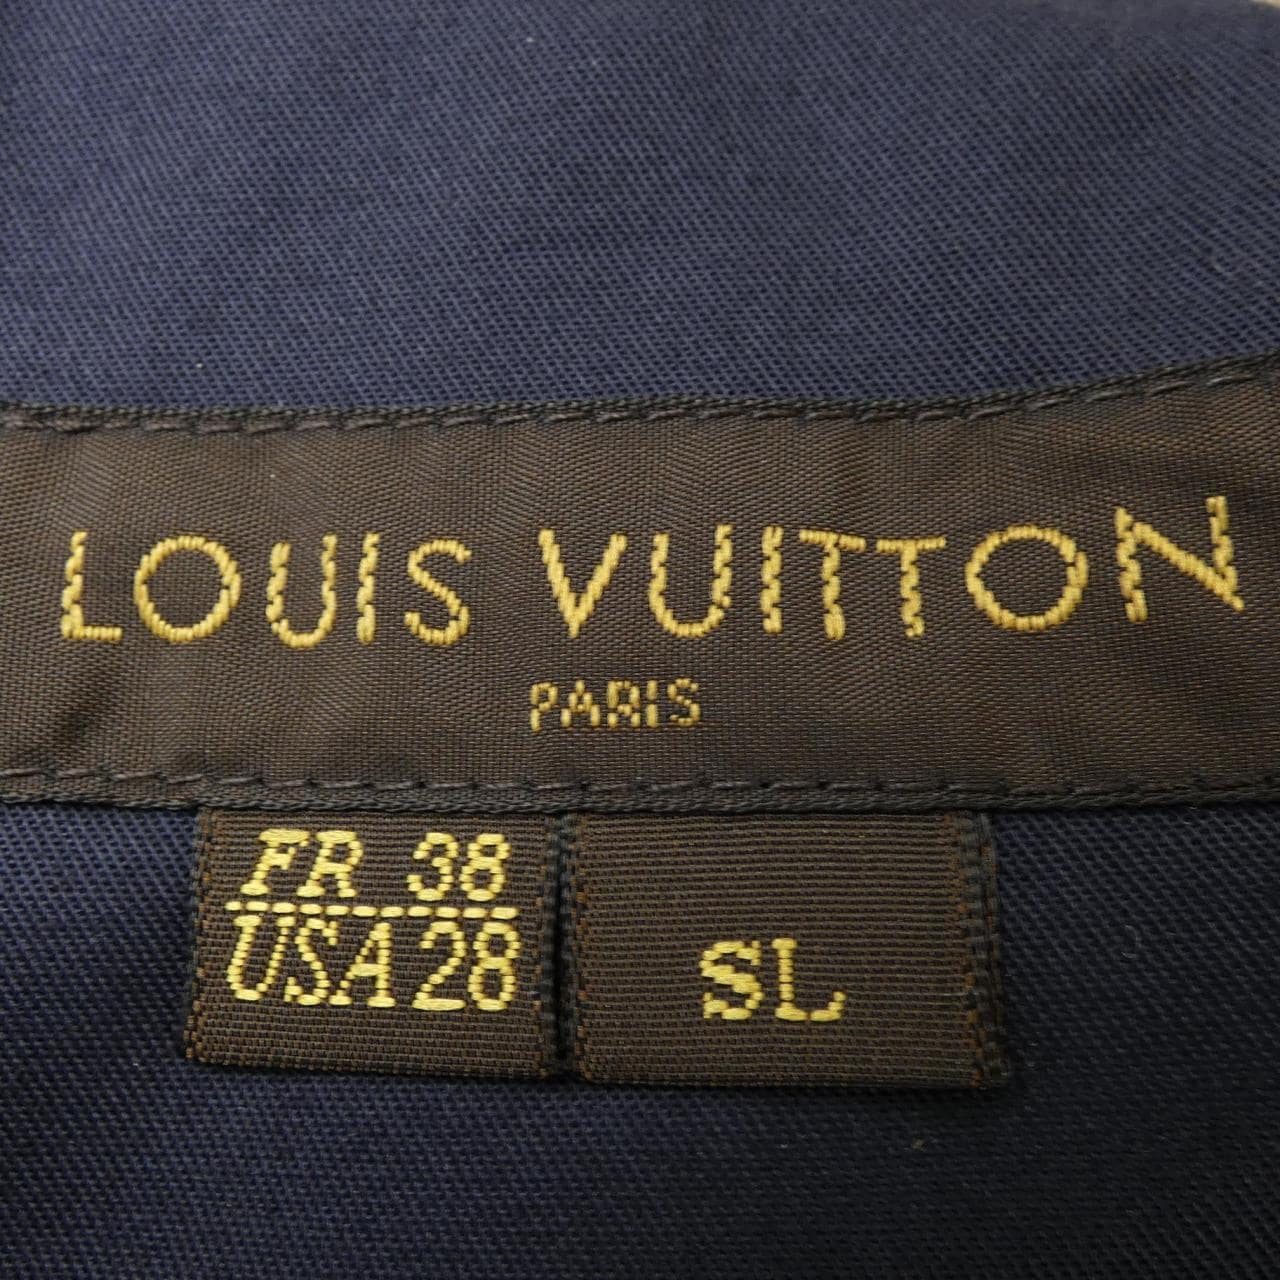 LOUIS VUITTON
PARIS
FR 38
USA 28
SL